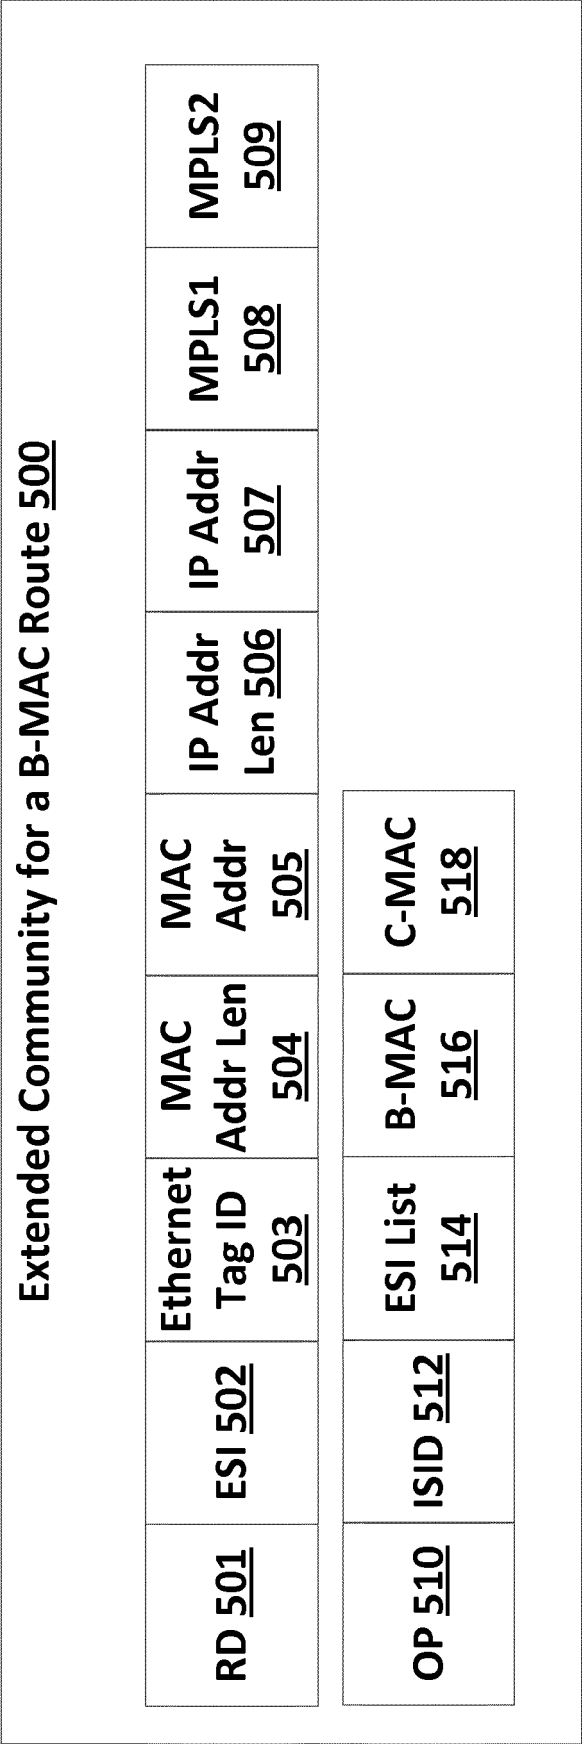 Extended Community for a B-MAC Route 500
RD 501
ESI 502
Ethernet
Tag ID
503
MAC
Addr Len
504
MAC
Addr
505
IP Addr
Len 506
IP Addr
507
MPLS1
508
MPLS2
509
OP 510
ISID 512
ESI List
514
B-MAC
516
C-MAC
518